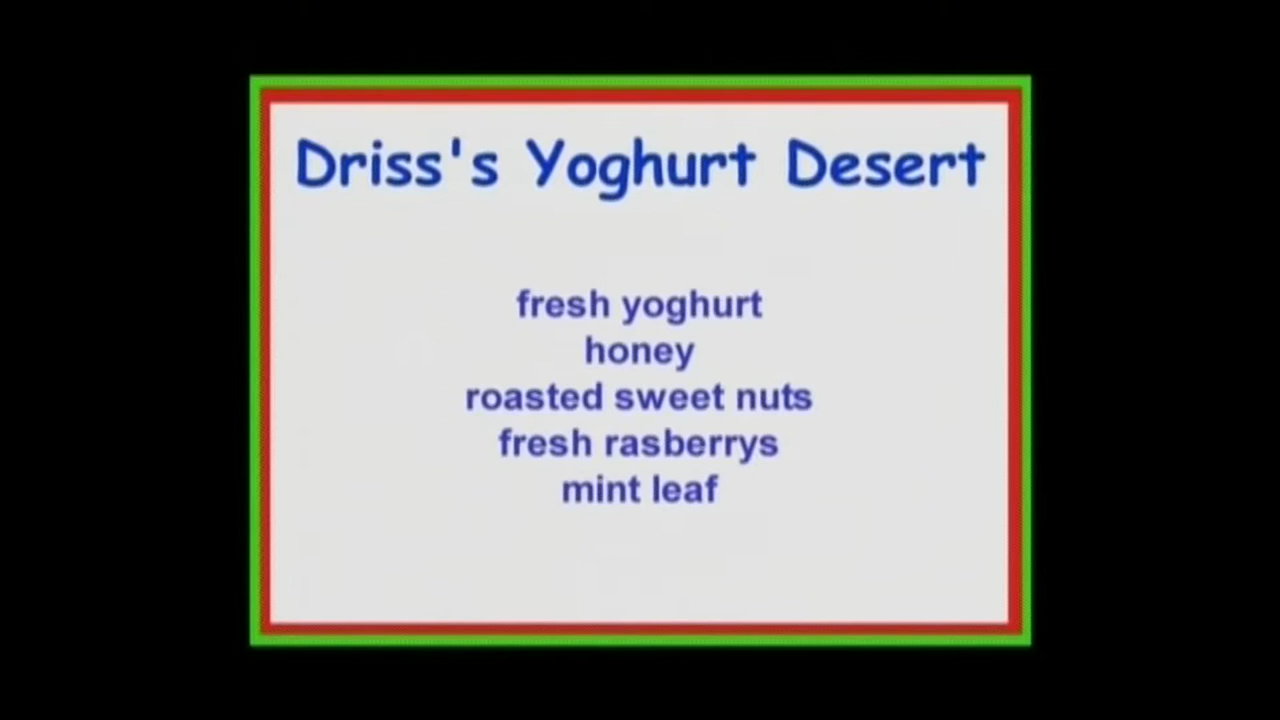 Driss's Yoghurt Desert
fresh yoghurt
honey
roasted sweet nuts
fresh rasberrys
mint leaf